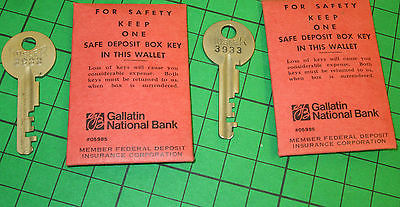 FOR SAFETY
KEEP
ONE
SAFE DEPOSIT BOX KEY
IN THIS WALLET
Loss of keys will cause you
considerable expense. Both
keys must be returned to us,
when box is surrendered.
Gallatin
National Bank
#06985
MEMBER FEDERAL DEPOSIT
INSURANCE CORPORATION
3933
FOR SAFETY
KEEP
ONE
SAFE DEPOSIT BOX KEY
IN THIS WALLET
Loss of keys will cause you
considerable expense. Both
keys must be returned to us,
when box is surrendered.
Gallatin
National Bank
#06985
MEMBER FEDERAL DEPOSIT
INSURANCE CORPORATION